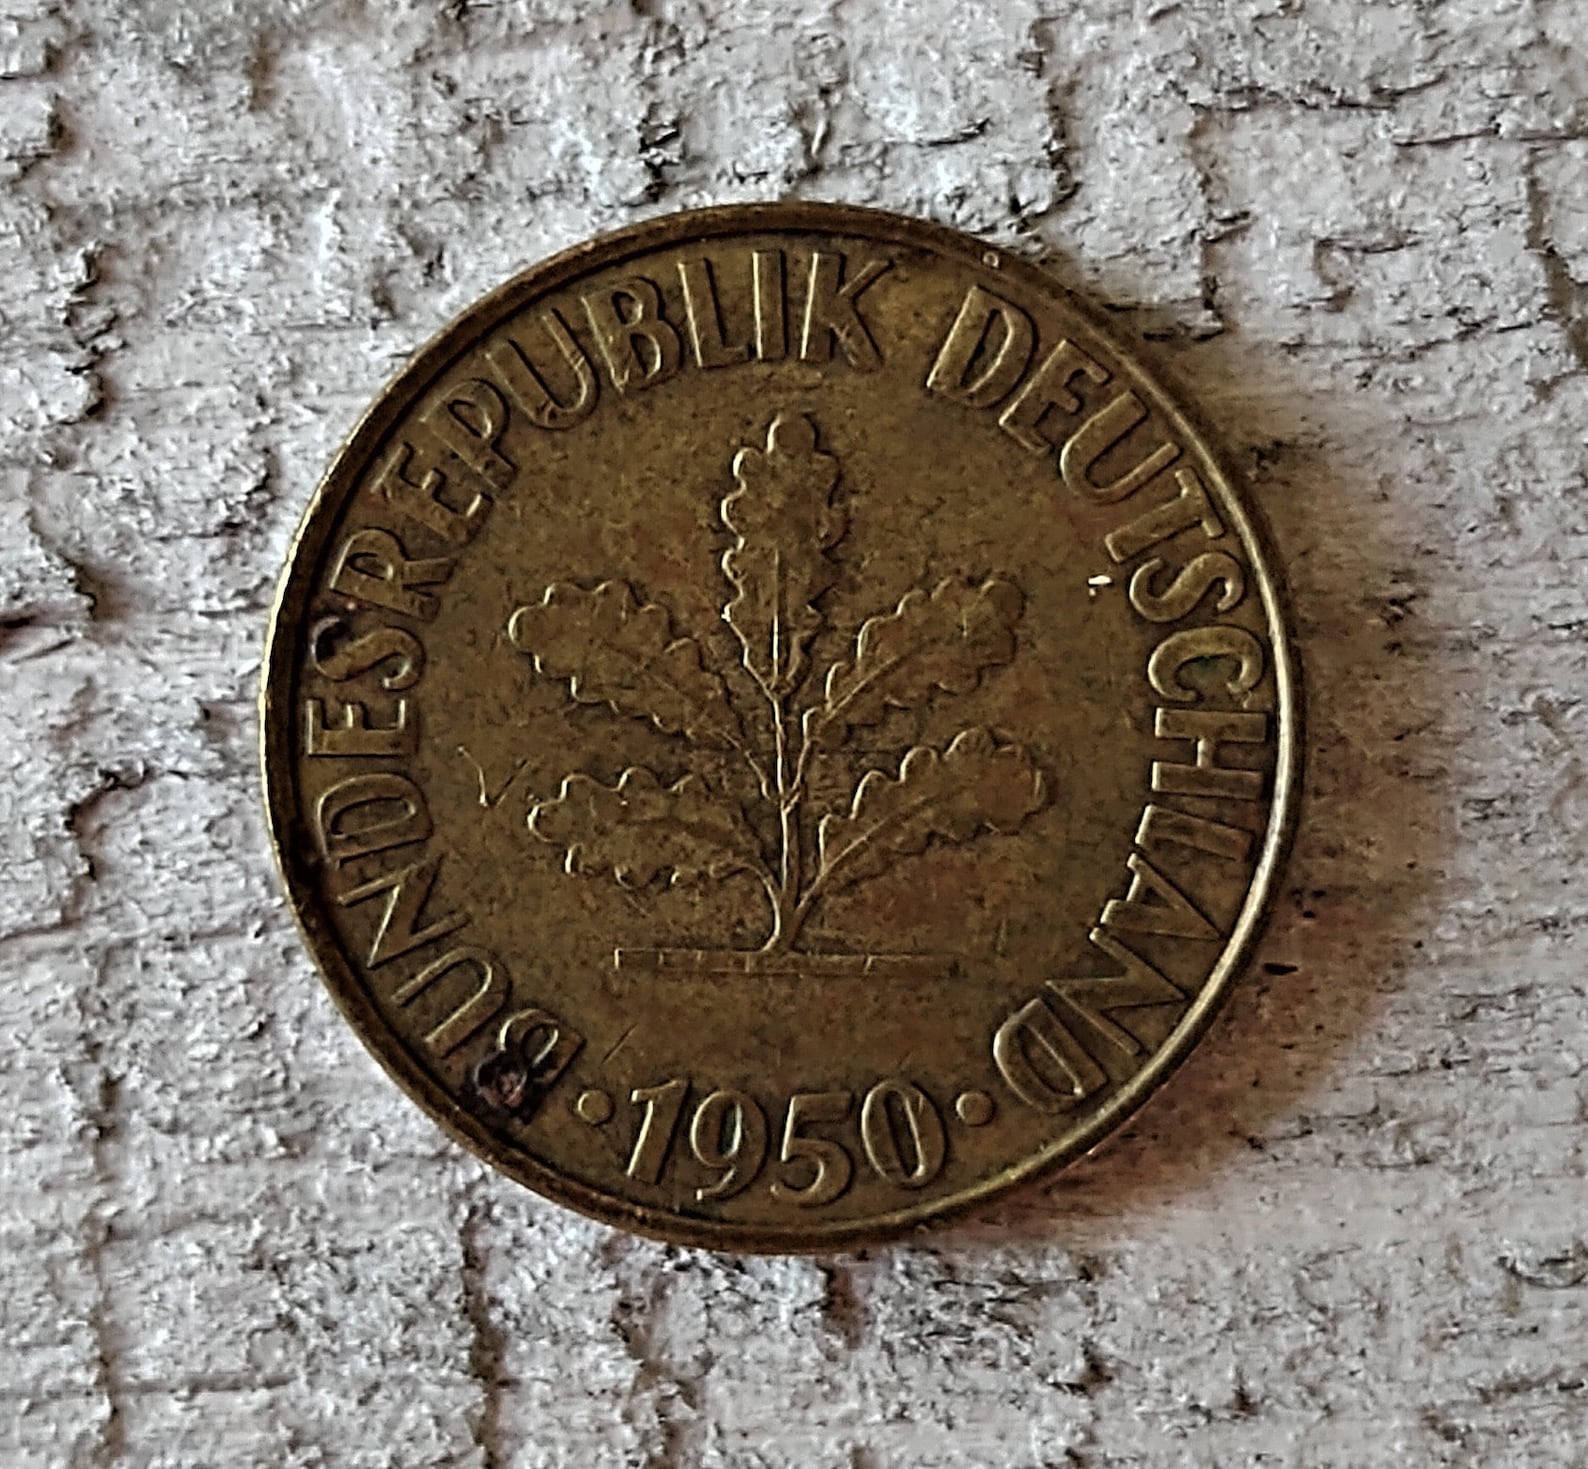 BUNDESREPUBLIK DEUTSCHLAND
· 1950 ·